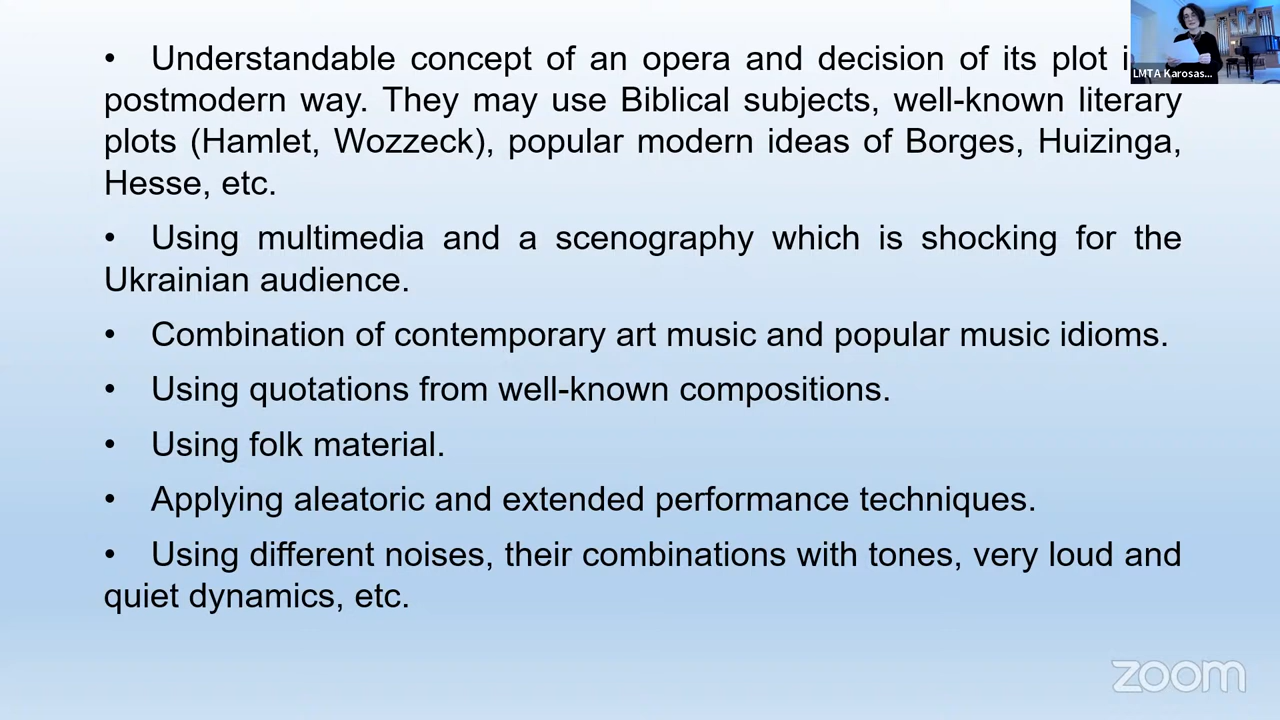 • Understandable concept of an opera and decision of its plot
postmodern way. They may use Biblical subjects, well-known literary
plots (Hamlet, Wozzeck), popular modern ideas of Borges, Huizinga,
Hesse, etc.
• Using multimedia and a scenography which is shocking for the
Ukrainian audience.
• Combination of contemporary art music and popular music idioms.
• Using quotations from well-known compositions.
• Using folk material.
• Applying aleatoric and extended performance techniques.
• Using different noises, their combinations with tones, very loud and
quiet dynamics, etc.
LMTA Karosas...
zoom